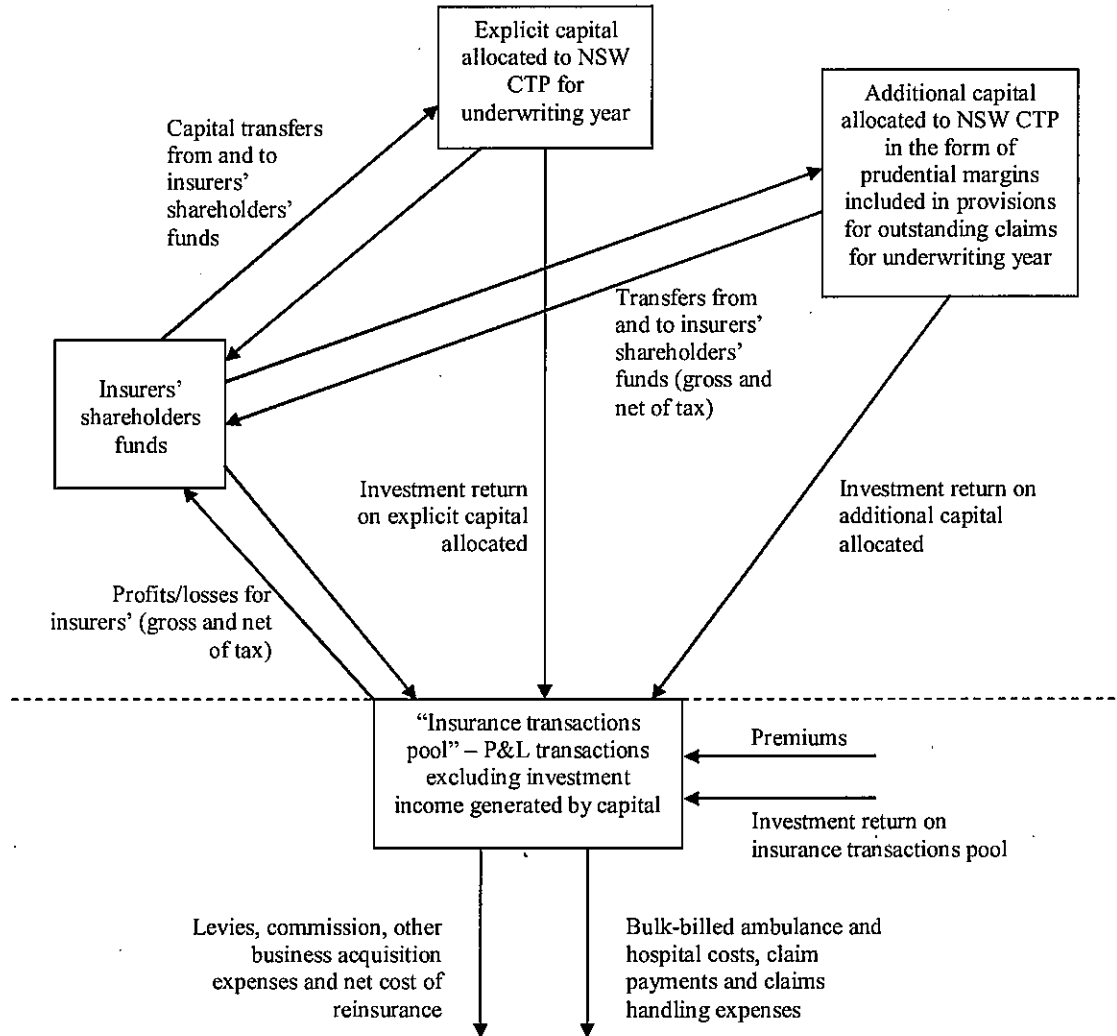 Explicit capital
allocated to NSW
CTP for
underwriting year
Additional capital
allocated to NSW CTP
in the form of
prudential margins
included in provisions
for outstanding claims
for underwriting year
Capital transfers
from and to
insurers'
shareholders'
funds
Transfers from
and to insurers'
shareholders'
funds (gross and
net of tax)
Insurers'
shareholders
funds
Investment return
on explicit capital
allocated
Investment return on
additional capital
allocated
Profits/losses for
insurers' (gross and net
of tax)
“Insurance transactions
pool” – P&L transactions
excluding investment
income generated by capital
Premiums
Investment return on
insurance transactions pool
Levies, commission, other
business acquisition
expenses and net cost of
reinsurance
Bulk-billed ambulance and
hospital costs, claim
payments and claims
handling expenses